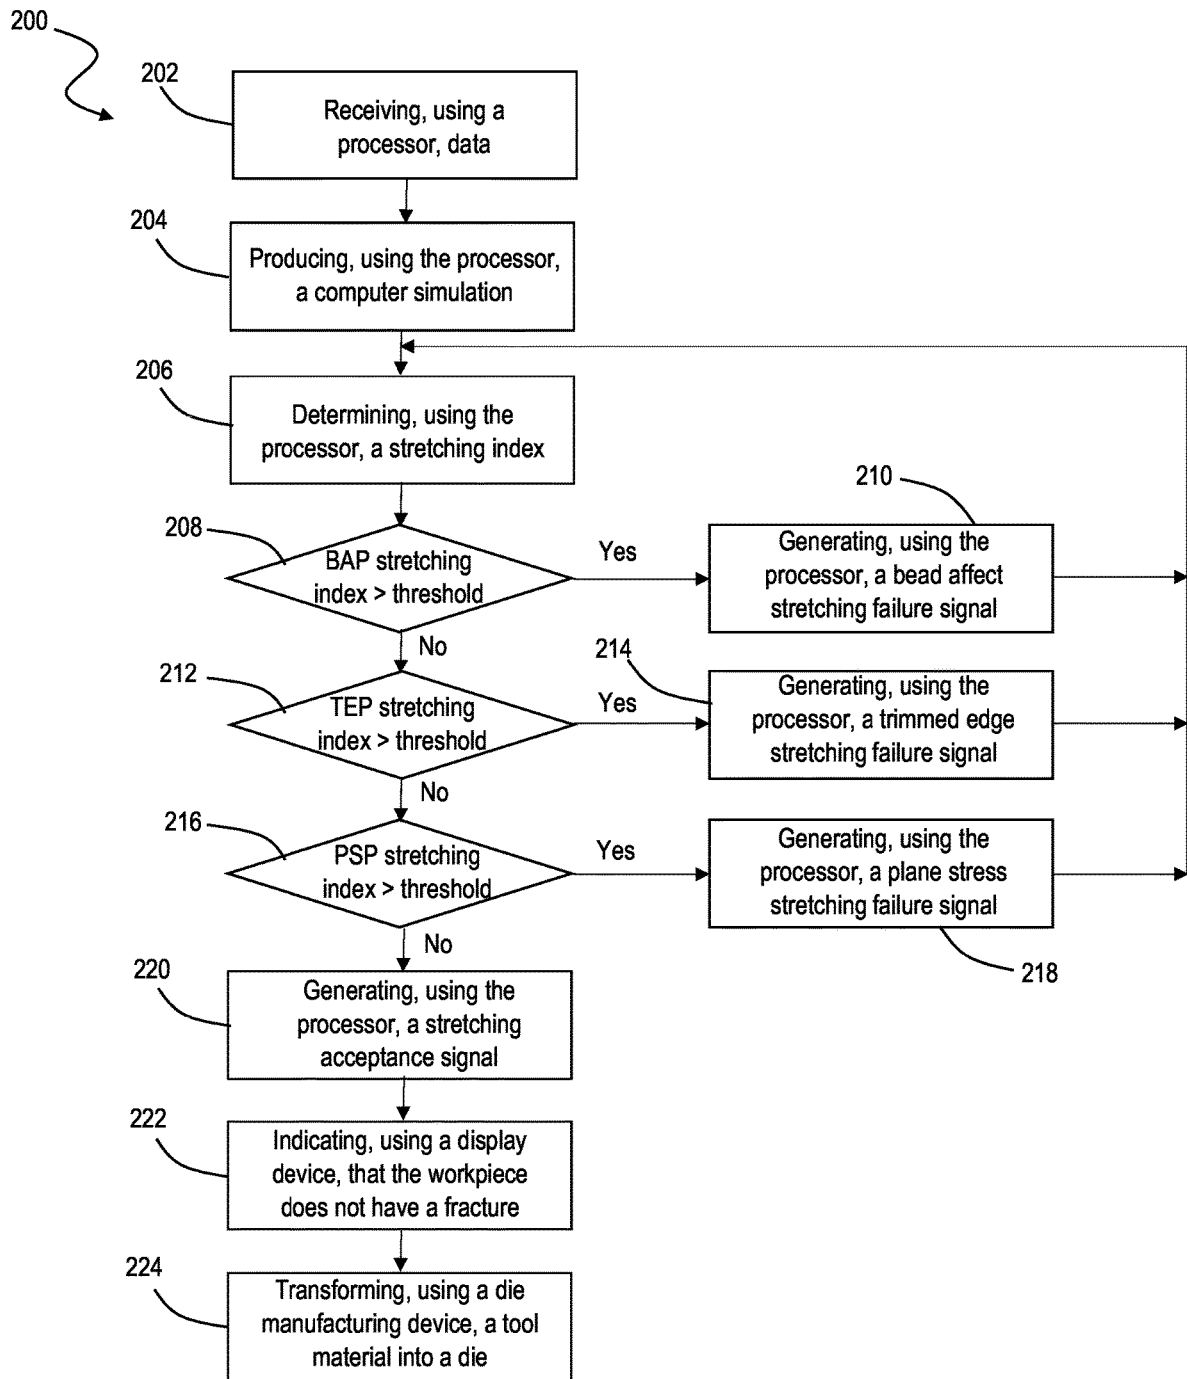 200
202
Receiving, using a
processor, data
204
Producing, using the processor,
a computer simulation
206
Determining, using the
processor, a stretching index
208
BAP stretching
index > threshold
Yes
210
Generating, using the
processor, a bead affect
stretching failure signal
No
212
TEP stretching
index > threshold
Yes
214
Generating, using the
processor, a trimmed edge
stretching failure signal
No
216
PSP stretching
index > threshold
Yes
Generating, using the
processor, a plane stress
stretching failure signal
218
No
220
Generating, using the
processor, a stretching
acceptance signal
222
Indicating, using a display
device, that the workpiece
does not have a fracture
224
Transforming, using a die
manufacturing device, a tool
material into a die